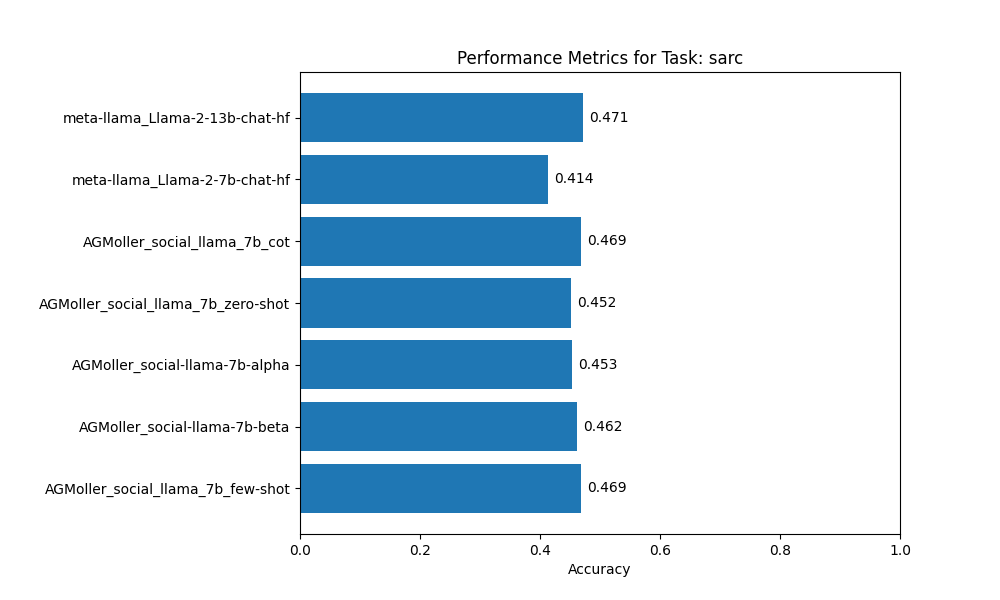 Performance Metrics for Task: sarc
meta-llama_Llama-2-13b-chat-hf 0.471
meta-llama_Llama-2-7b-chat-hf 0.414
AGMoller_social_llama_7b_cot 0.469
AGMoller_social_llama_7b_zero-shot 0.452
AGMoller_social-llama-7b-alpha 0.453
AGMoller_social-llama-7b-beta 0.462
AGMoller_social_llama_7b_few-shot 0.469
0.0 0.2 0.4 0.6 0.8 1.0
Accuracy